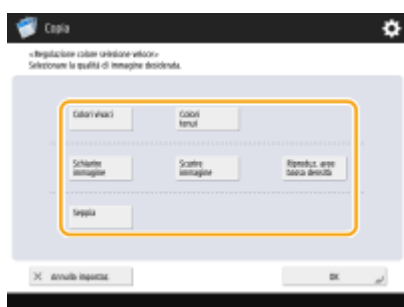 Copia
<Regolazione colore selezione veloce>
Selezionare la qualità di immagine desiderata.
Colori vivaci
Colori
tenui
Schiarire
immagine
Scurire
immagine
Riproduz. aree
bassa densità
Seppia
Annulla impostaz.
OK